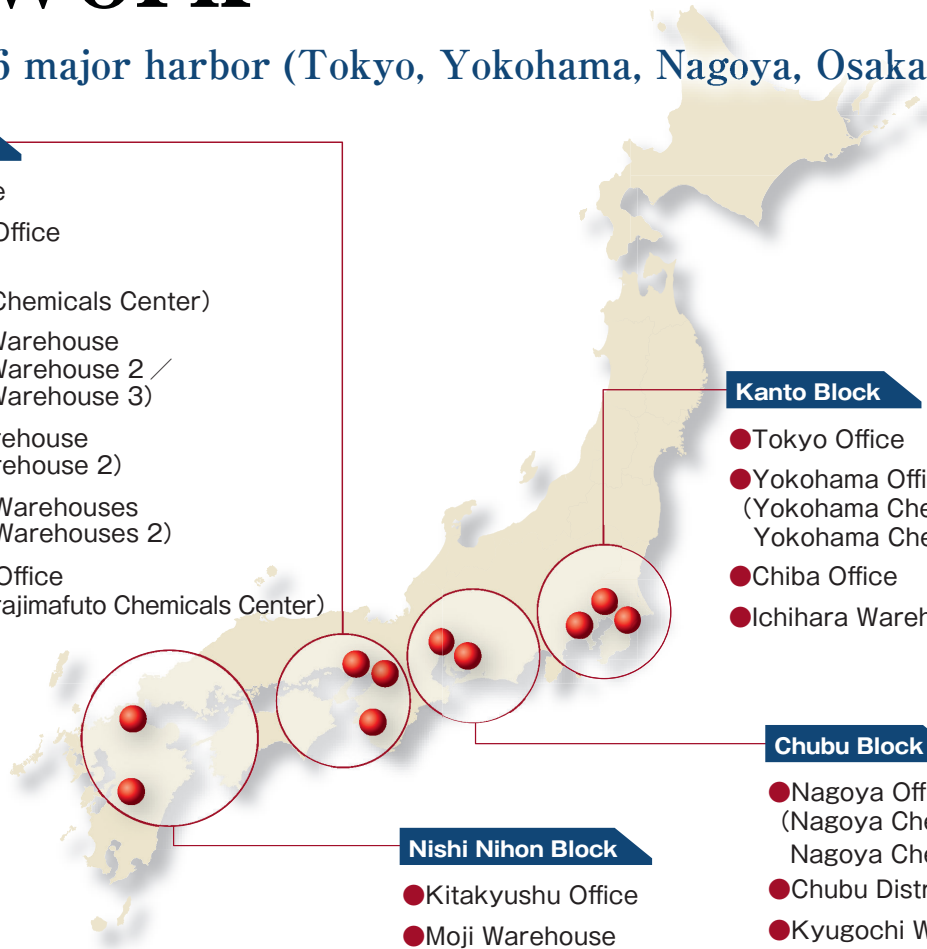 6 major harbor (Tokyo, Yokohama, Nagoya, Osaka
Office
Chemicals Center)
Warehouse
Warehouse 2 ／
Warehouse 3)
rehouse
rehouse 2)
Warehouses
Warehouses 2)
Office
rajimafuto Chemicals Center)
Kanto Block
●Tokyo Office
●Yokohama Offi
(Yokohama Che
Yokohama Che
●Chiba Office
●Ichihara Wareh
Chubu Block
●Nagoya Off
(Nagoya Che
Nagoya Che
●Chubu Distr
●Kyugochi W
Nishi Nihon Block
●Kitakyushu Office
●Moji Warehouse